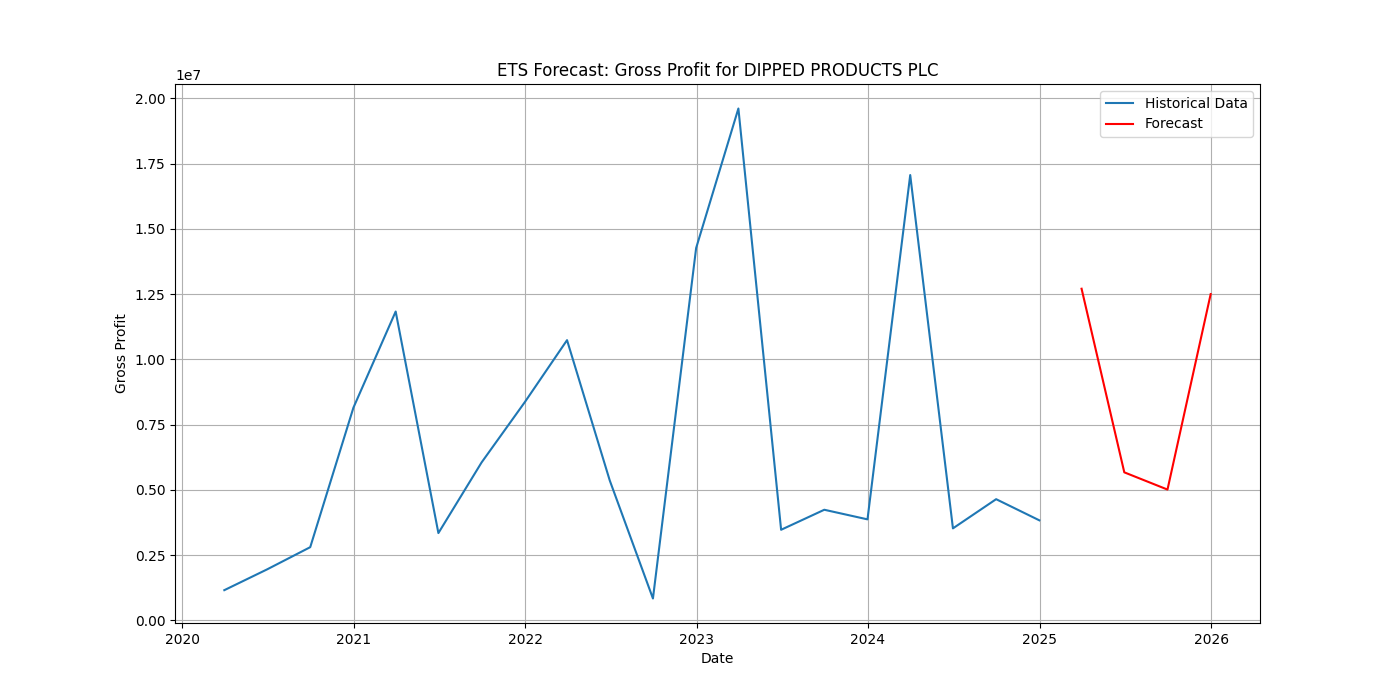 ETS Forecast: Gross Profit for DIPPED PRODUCTS PLC
1e7
2.00
1.75
1.50
1.25
1.00
0.75
0.50
0.25
0.00
Gross Profit
Historical Data
Forecast
2020 2021 2022 2023 2024 2025 2026
Date